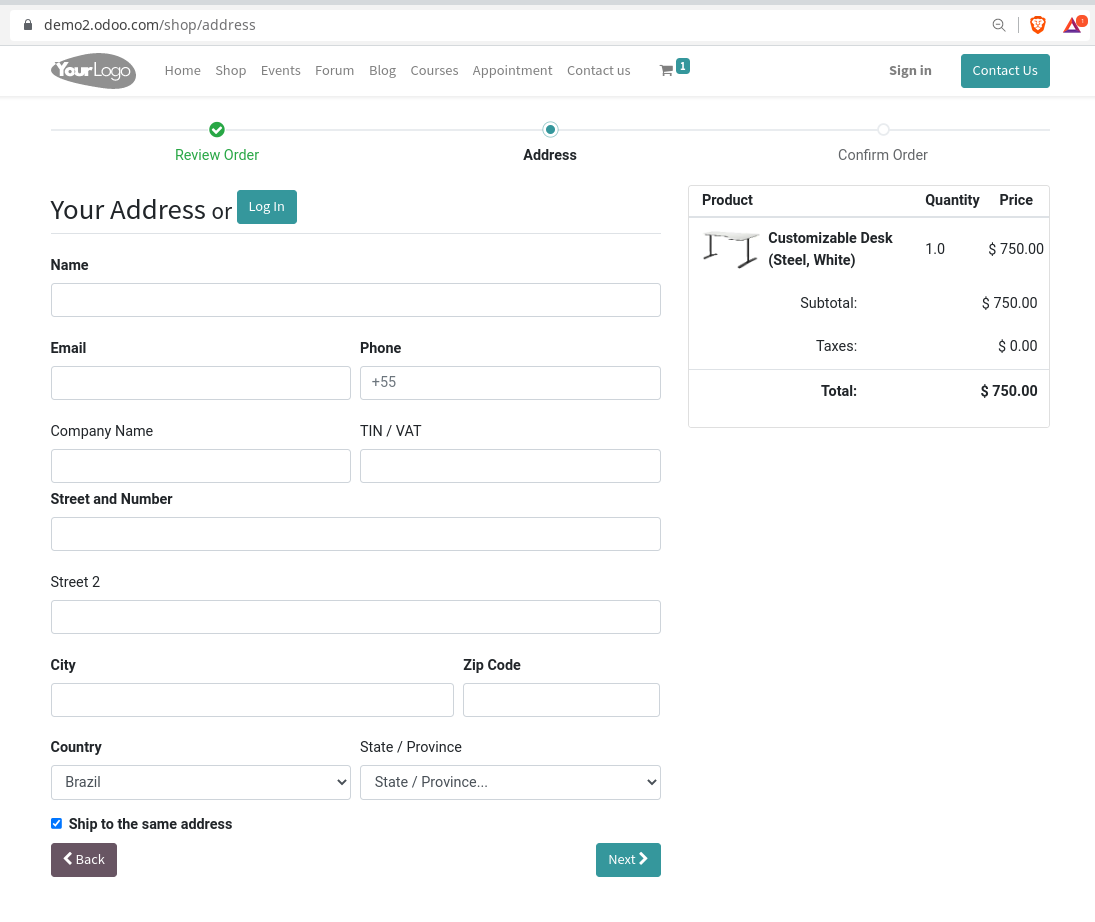 demo2.odoo.com/shop/address
YourLogo Home Shop Events Forum Blog Courses Appointment Contact us 1 Sign in Contact Us
Review Order Address Confirm Order
Your Address or Log In
Name
Email Phone
+55
Company Name TIN / VAT
Street and Number
Street 2
City Zip Code
Country State / Province
Brazil State / Province...
Ship to the same address
Back Next
Product Quantity Price
Customizable Desk
(Steel, White) 1.0 $ 750.00
Subtotal: $ 750.00
Taxes: $ 0.00
Total: $ 750.00